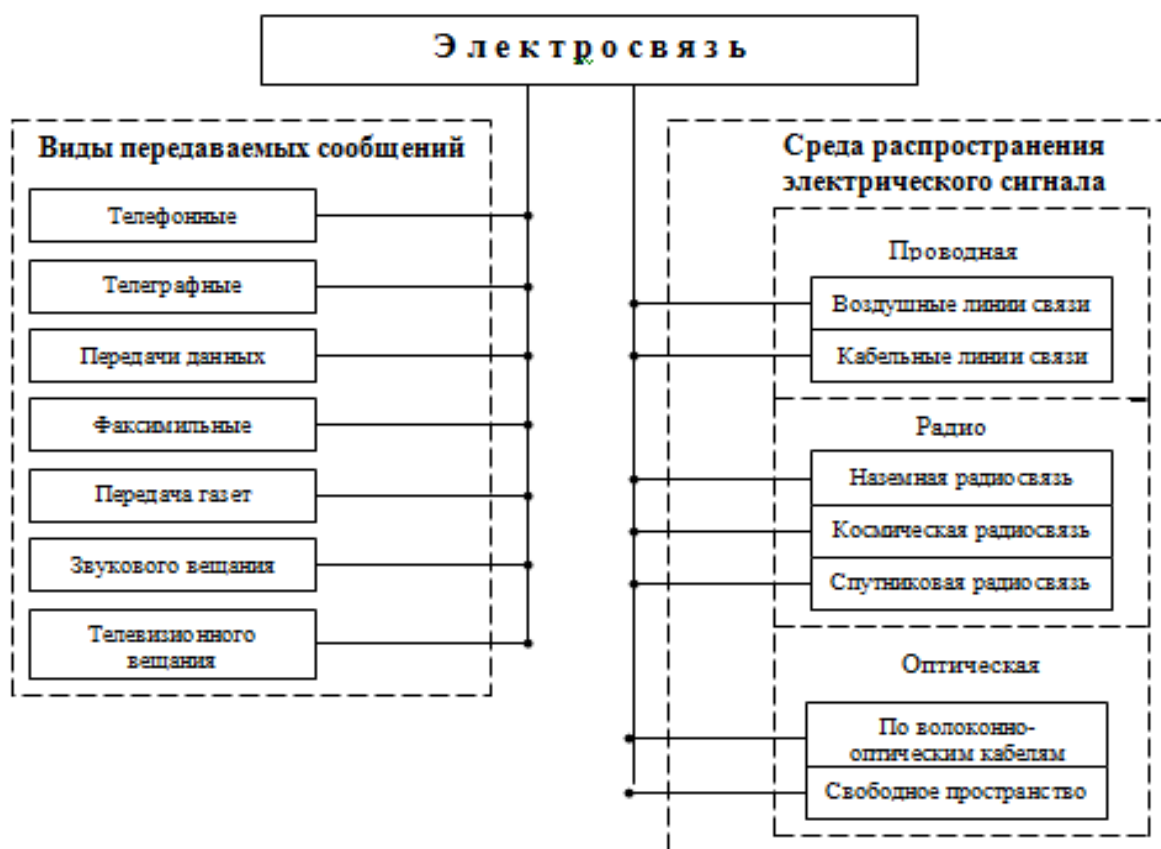 Электросвязь
Виды передаваемых сообщений
Телефонные
Телеграфные
Передачи данных
Факсимильные
Передача газет
Звукового вещания
Телевизионного
вещания
Среда распространения
электрического сигнала
Проводная
Воздушные линии связи
Кабельные линии связи
Радио
Наземная радиосвязь
Космическая радиосвязь
Спутниковая радиосвязь
Оптическая
По волоконно-
оптическим кабелям
Свободное пространство